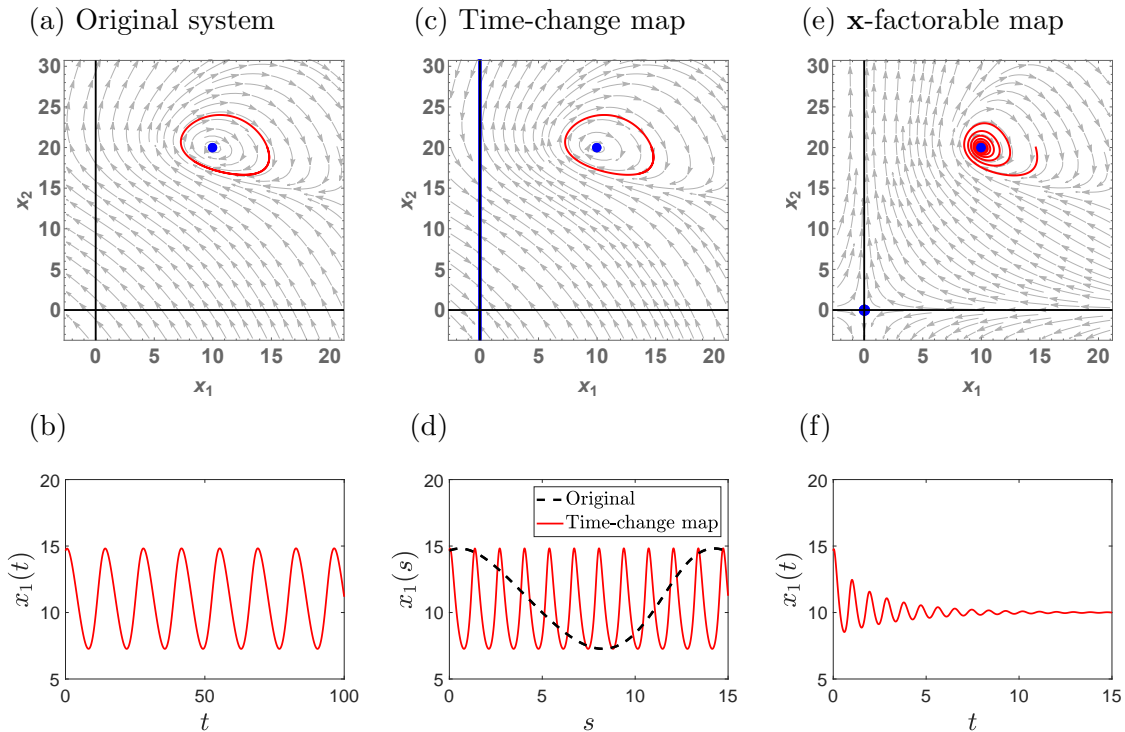 (a) Original system
(c) Time-change map
(e) x-factorable map
30
25
20
15
10
5
0
x2
0 5 10 15 20
x1
30
25
20
15
10
5
0
x2
0 5 10 15 20
x1
30
25
20
15
10
5
0
x2
0 5 10 15 20
x1
(b)
(d)
(f)
20
15
10
5
x1(t)
0 50 100
t
20
15
10
5
x1(s)
Original
Time-change map
0 5 10 15
s
20
15
10
5
x1(t)
0 5 10 15
t